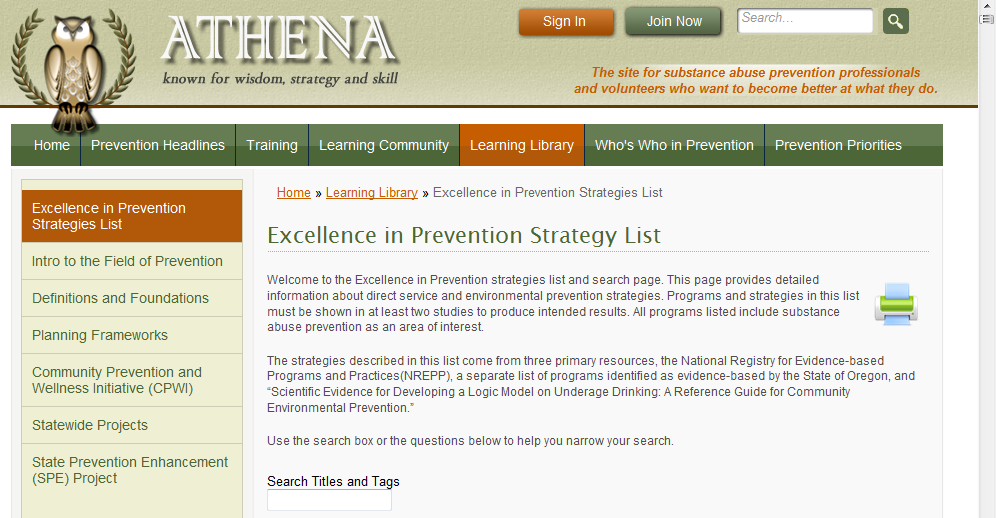 ATHENA
known for wisdom, strategy and skill
Sign In
Join Now
Search...
The site for substance abuse prevention professionals
and volunteers who want to become better at what they do.
Home
Prevention Headlines
Training
Learning Community
Learning Library
Who's Who in Prevention
Prevention Priorities
Excellence in Prevention
Strategies List
Intro to the Field of Prevention
Definitions and Foundations
Planning Frameworks
Community Prevention and
Wellness Initiative (CPWI)
Statewide Projects
State Prevention Enhancement
(SPE) Project
Home » Learning Library » Excellence in Prevention Strategies List
Excellence in Prevention Strategy List
Welcome to the Excellence in Prevention strategies list and search page. This page provides detailed
information about direct service and environmental prevention strategies. Programs and strategies in this list
must be shown in at least two studies to produce intended results. All programs listed include substance
abuse prevention as an area of interest.
The strategies described in this list come from three primary resources, the National Registry for Evidence-based
Programs and Practices(NREPP), a separate list of programs identified as evidence-based by the State of Oregon, and
“Scientific Evidence for Developing a Logic Model on Underage Drinking: A Reference Guide for Community
Environmental Prevention.”
Use the search box or the questions below to help you narrow your search.
Search Titles and Tags